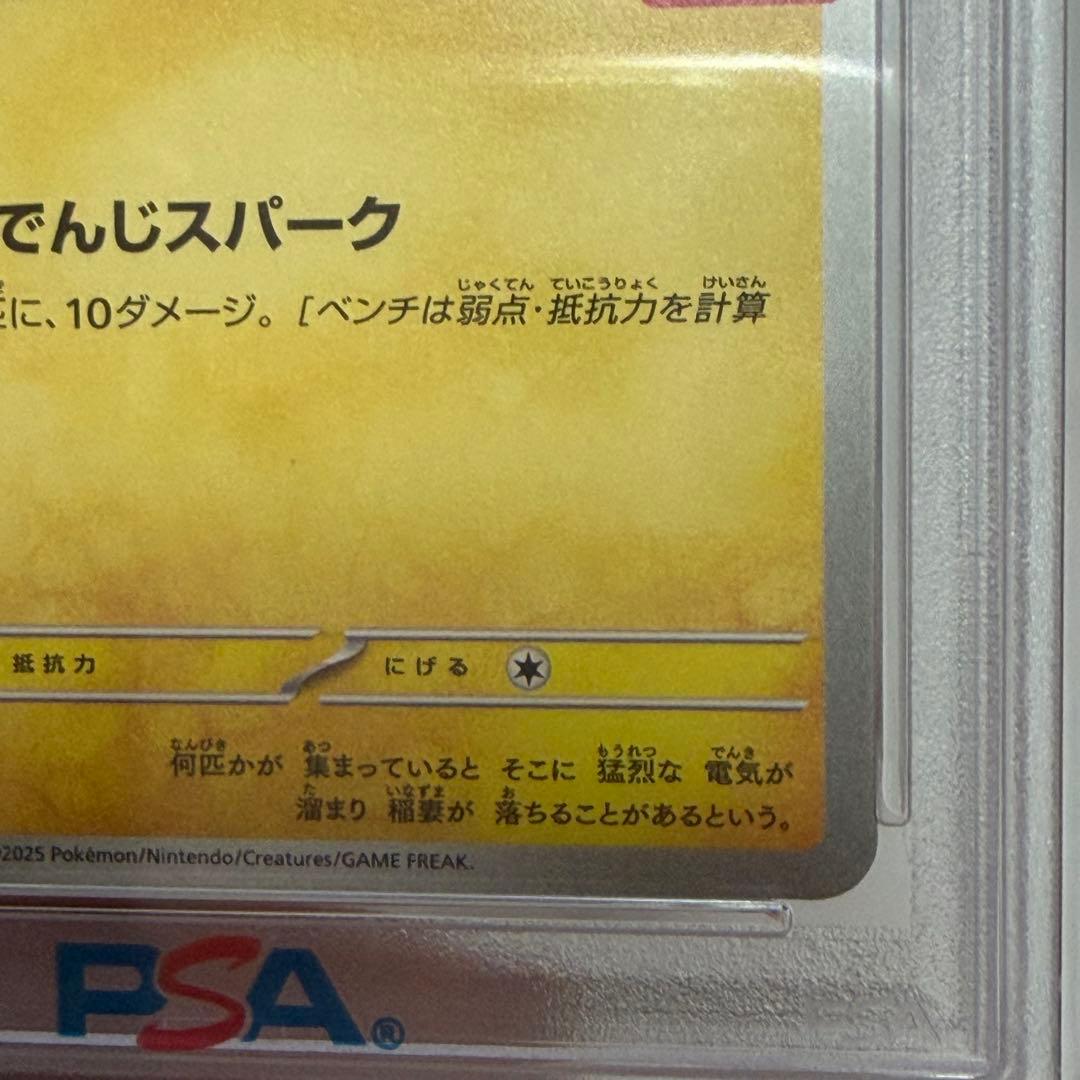 でんじスパーク
に、10ダメージ。[ベンチは弱点・抵抗力を計算
じゃくてん ていこうりょく けいさん
抵抗力
にげる
なんびき あつ もうれつ でんき
何匹かが 集まっていると そこに 猛烈な 電気が
た いなずま お
溜まり 稲妻が 落ちることがあるという。
©2025 Pokémon/Nintendo/Creatures/GAME FREAK.
PSA®